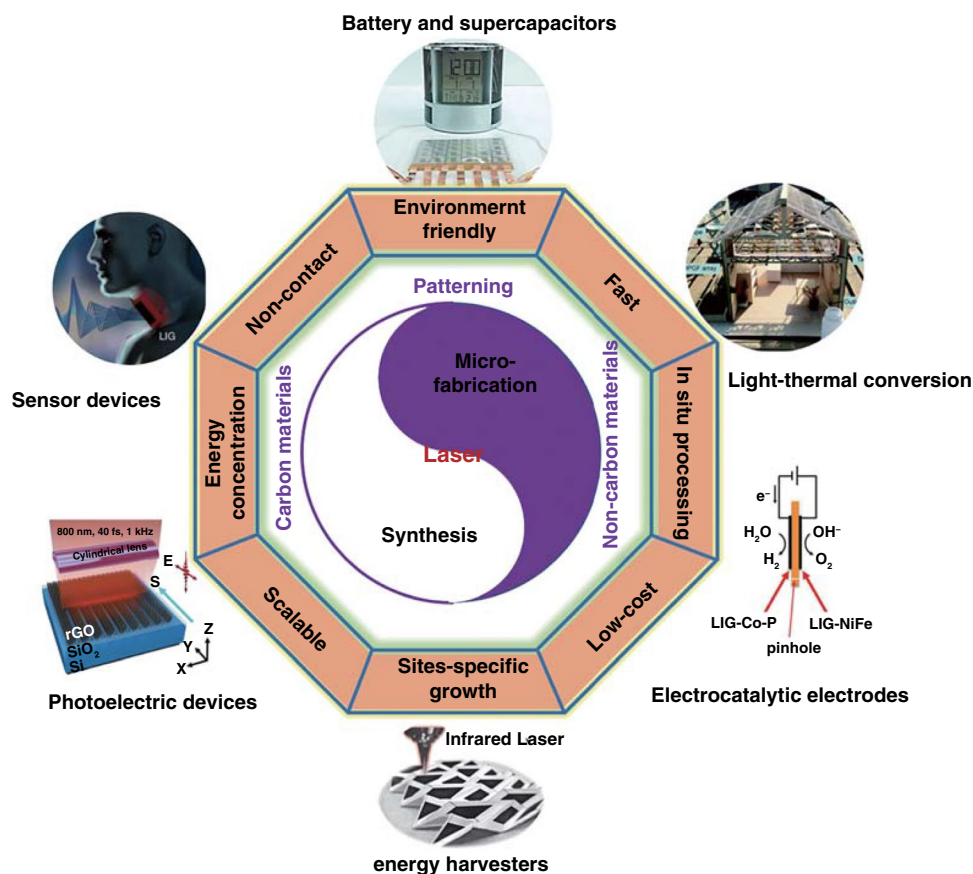 Battery and supercapacitors
12:00
Environernt
friendly
Non-contact
Fast
LIG
Patterning
Micro-
fabrication
Sensor devices
Light-thermal conversion
Energy
concentration
Carbon materials
Laser
Non-carbon materials
In situ processing
Synthesis
800 nm, 40 fs, 1 kHz
Cylindrical lens
E
S
rGO
SiO2
Si
Z
Y
X
Photoelectric devices
e⁻
H2O
OH⁻
H2
O2
LIG-Co-P
LIG-NiFe
pinhole
Electrocatalytic electrodes
Scalable
Low-cost
Sites-specific
growth
Infrared Laser
energy harvesters